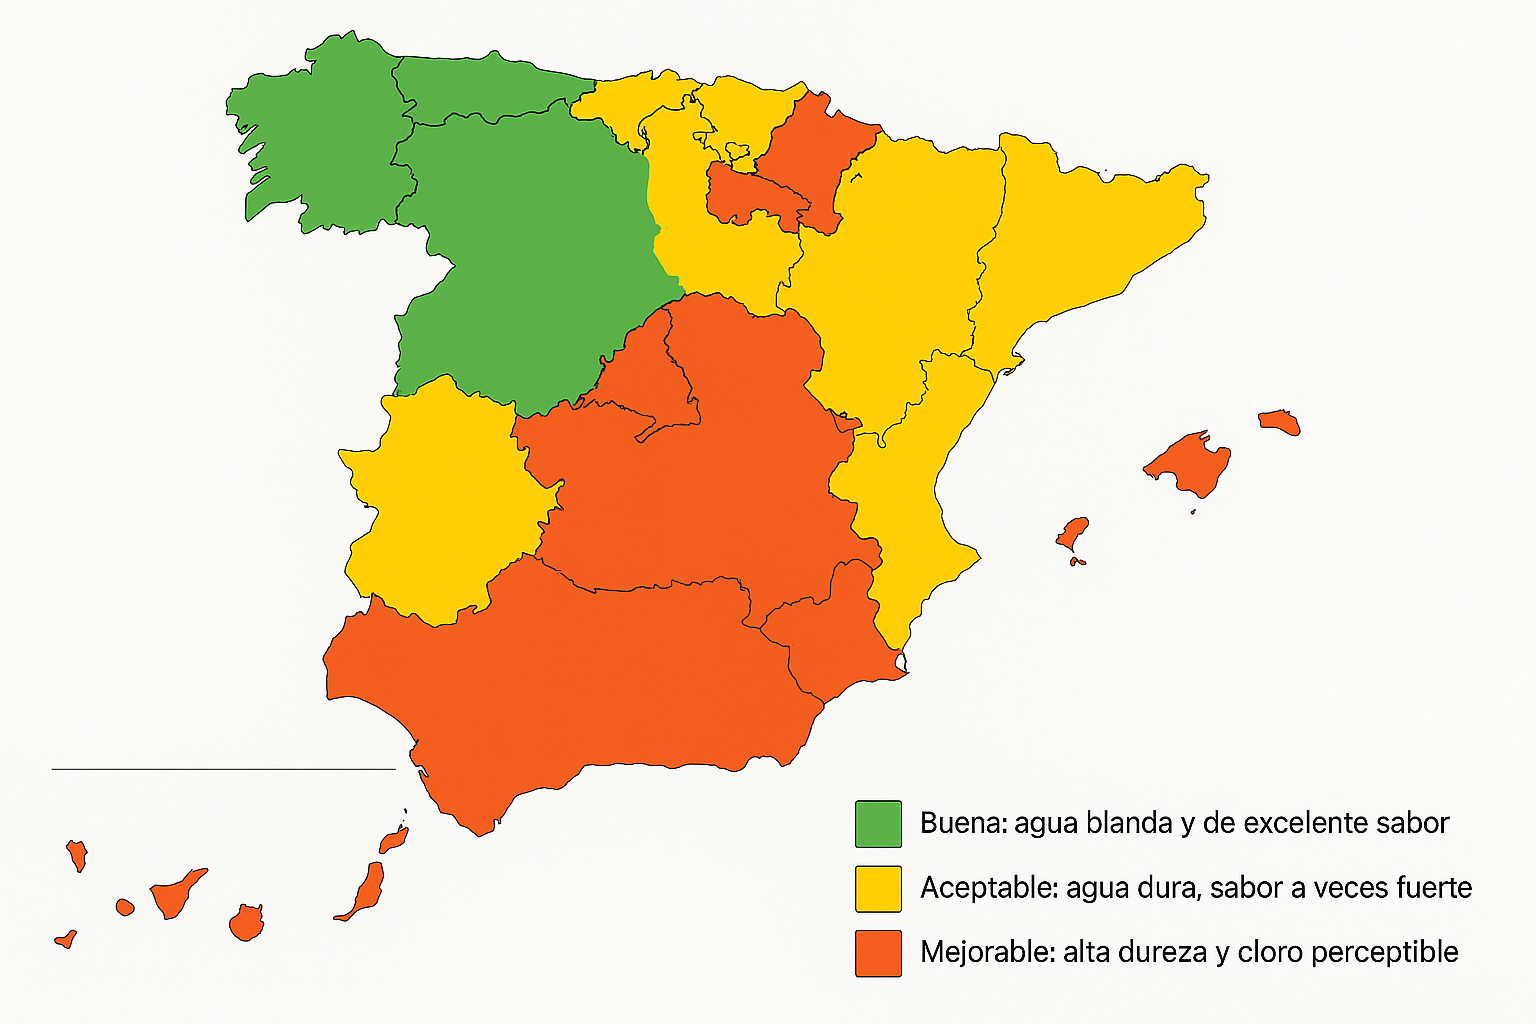 Buena: agua blanda y de excelente sabor
Aceptable: agua dura, sabor a veces fuerte
Mejorable: alta dureza y cloro perceptible